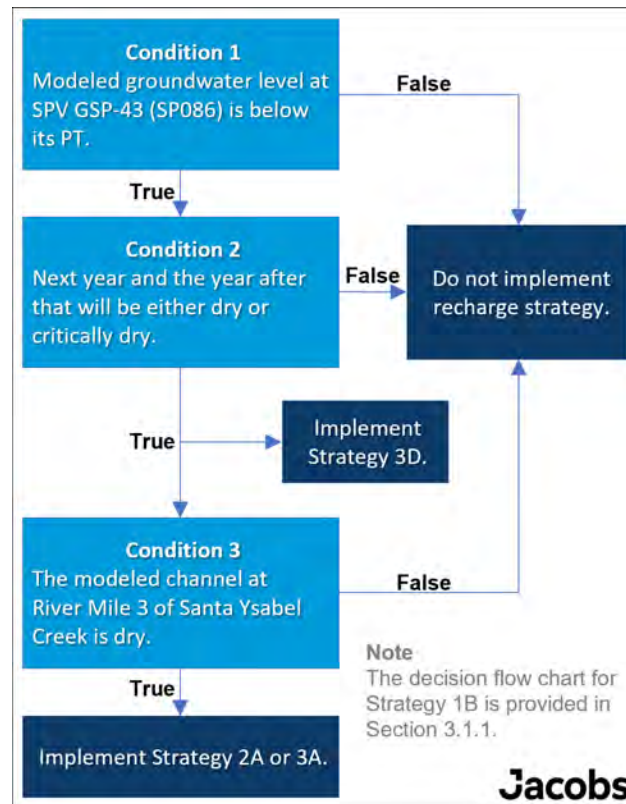 Condition 1
Modeled groundwater level at
SPV GSP-43 (SP086) is below
its PT.
False
True
Condition 2
Next year and the year after
that will be either dry or
critically dry.
False
Do not implement
recharge strategy.
True
Implement
Strategy 3D.
Condition 3
The modeled channel at
River Mile 3 of Santa Ysabel
Creek is dry.
False
True
Note
The decision flow chart for
Strategy 1B is provided in
Section 3.1.1.
Implement Strategy 2A or 3A.
Jacobs